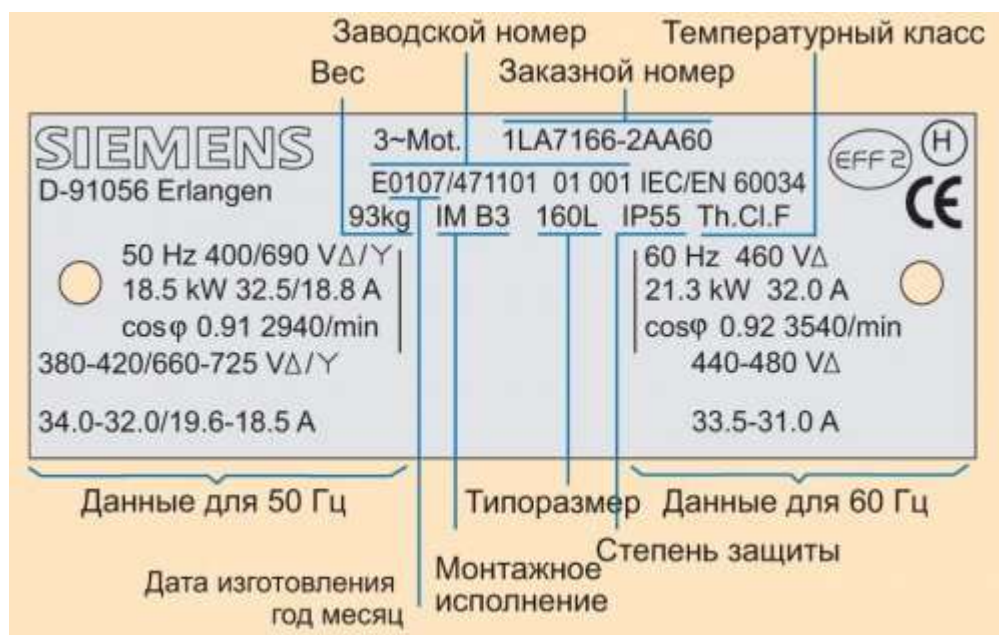 Заводской номер Температурный класс
Вес Заказной номер
SIEMENS 3~Mot. 1LA7166-2AA60 EFF 2 H
D-91056 Erlangen E0107/471101 01 001 IEC/EN 60034 CE
93kg IM B3 160L IP55 Th.Cl.F
50 Hz 400/690 VΔ/Y
18.5 kW 32.5/18.8 A
cosφ 0.91 2940/min
380-420/660-725 VΔ/Y
34.0-32.0/19.6-18.5 A
60 Hz 460 VΔ
21.3 kW 32.0 A
cosφ 0.92 3540/min
440-480 VΔ
33.5-31.0 A
Данные для 50 Гц Типоразмер Данные для 60 Гц
Степень защиты
Дата изготовления
год месяц
Монтажное
исполнение